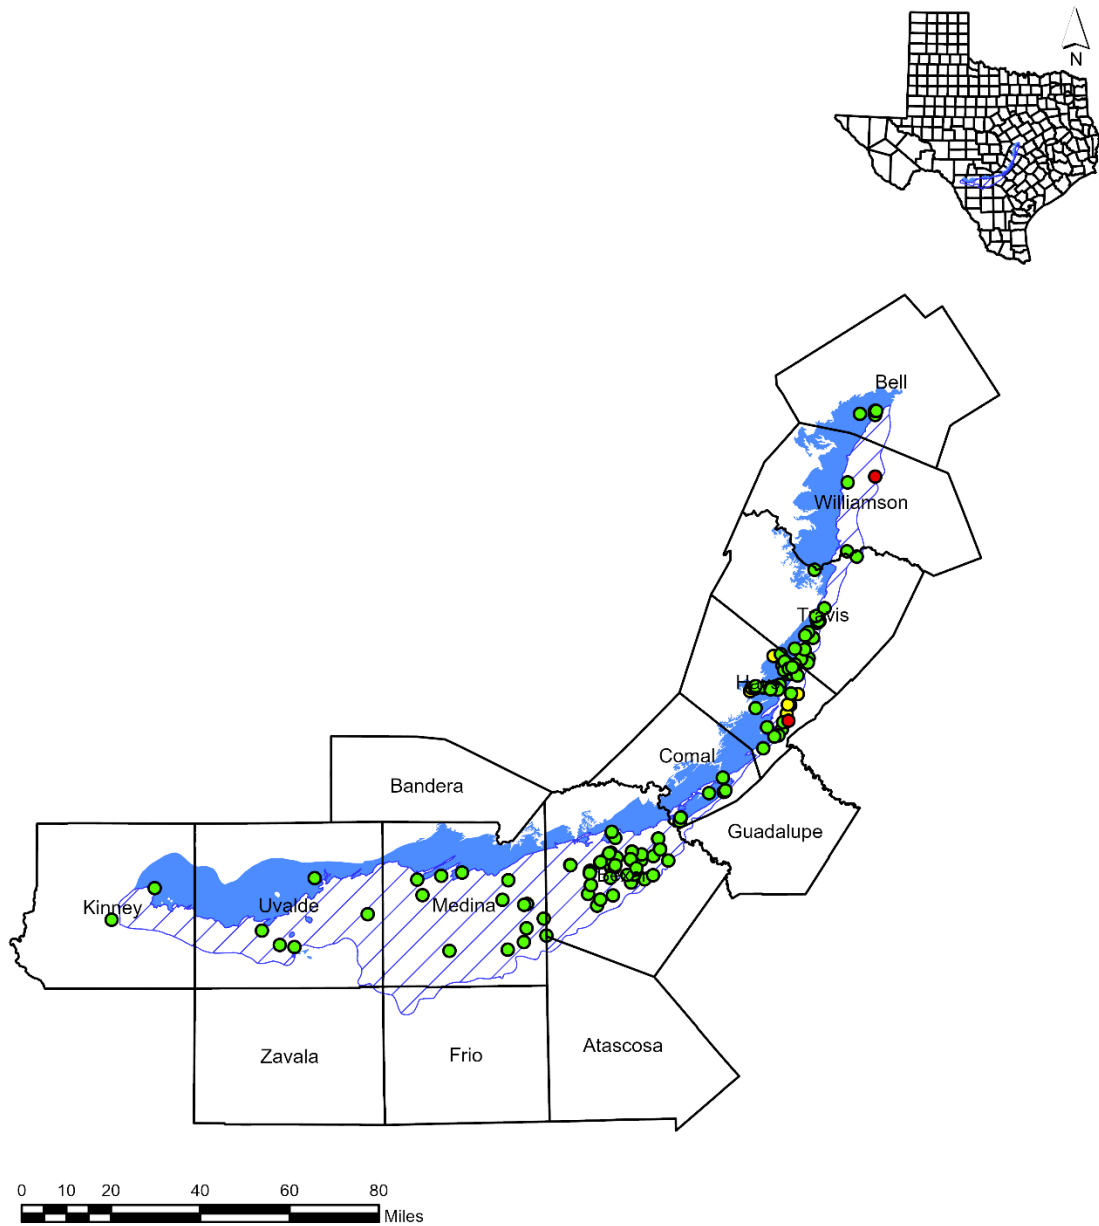 N
Bell
Williamson
Travis
Hays
Comal
Bandera
Guadalupe
Kinney
Uvalde
Medina
Zavala
Frio
Atascosa
0 10 20 40 60 80
Miles